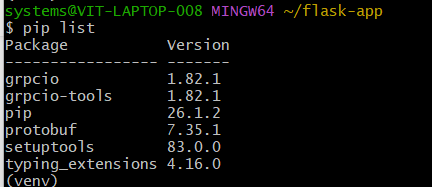 systems@VIT-LAPTOP-008 MINGW64 ~/flask-app
$ pip list
Package           Version
----------------- -------
grpcio            1.82.1
grpcio-tools      1.82.1
pip               26.1.2
protobuf          7.35.1
setuptools        83.0.0
typing_extensions 4.16.0
(venv)